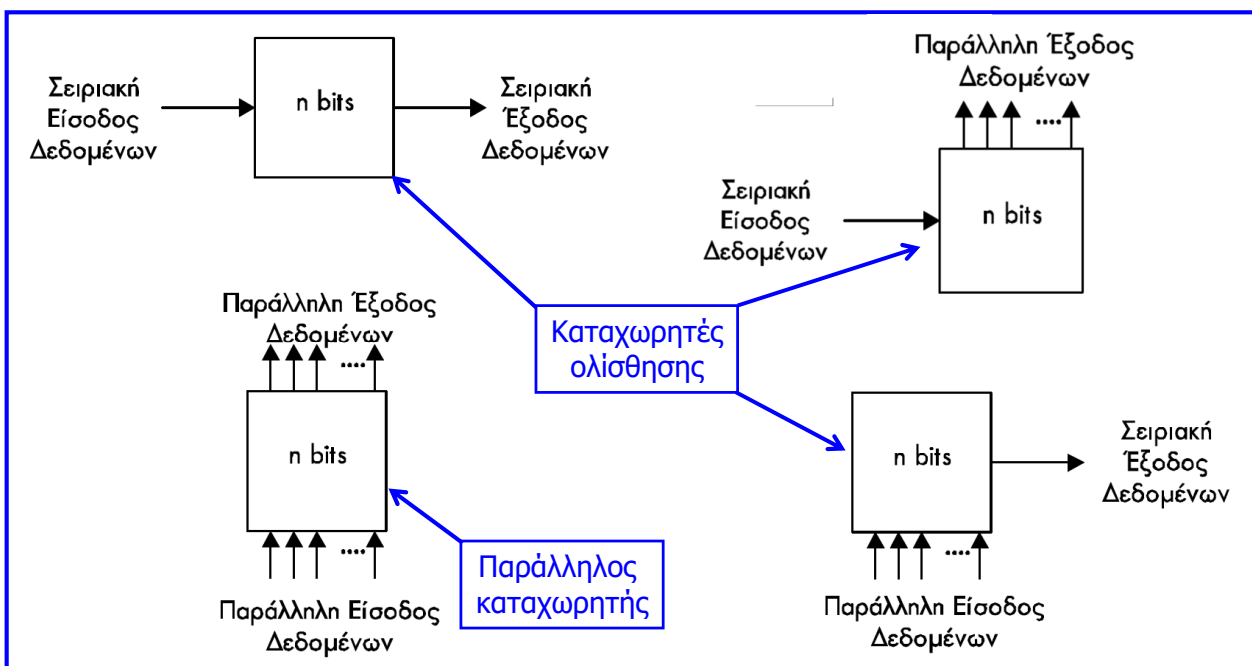 Σειριακή
Είσοδος
Δεδομένων
n bits
Σειριακή
Έξοδος
Δεδομένων
Παράλληλη Έξοδος
Δεδομένων
....
Σειριακή
Είσοδος
Δεδομένων
n bits
Καταχωρητές
ολίσθησης
Παράλληλη Έξοδος
Δεδομένων
....
n bits
....
Παράλληλη Είσοδος
Δεδομένων
Παράλληλος
καταχωρητής
n bits
Σειριακή
Έξοδος
Δεδομένων
....
Παράλληλη Είσοδος
Δεδομένων